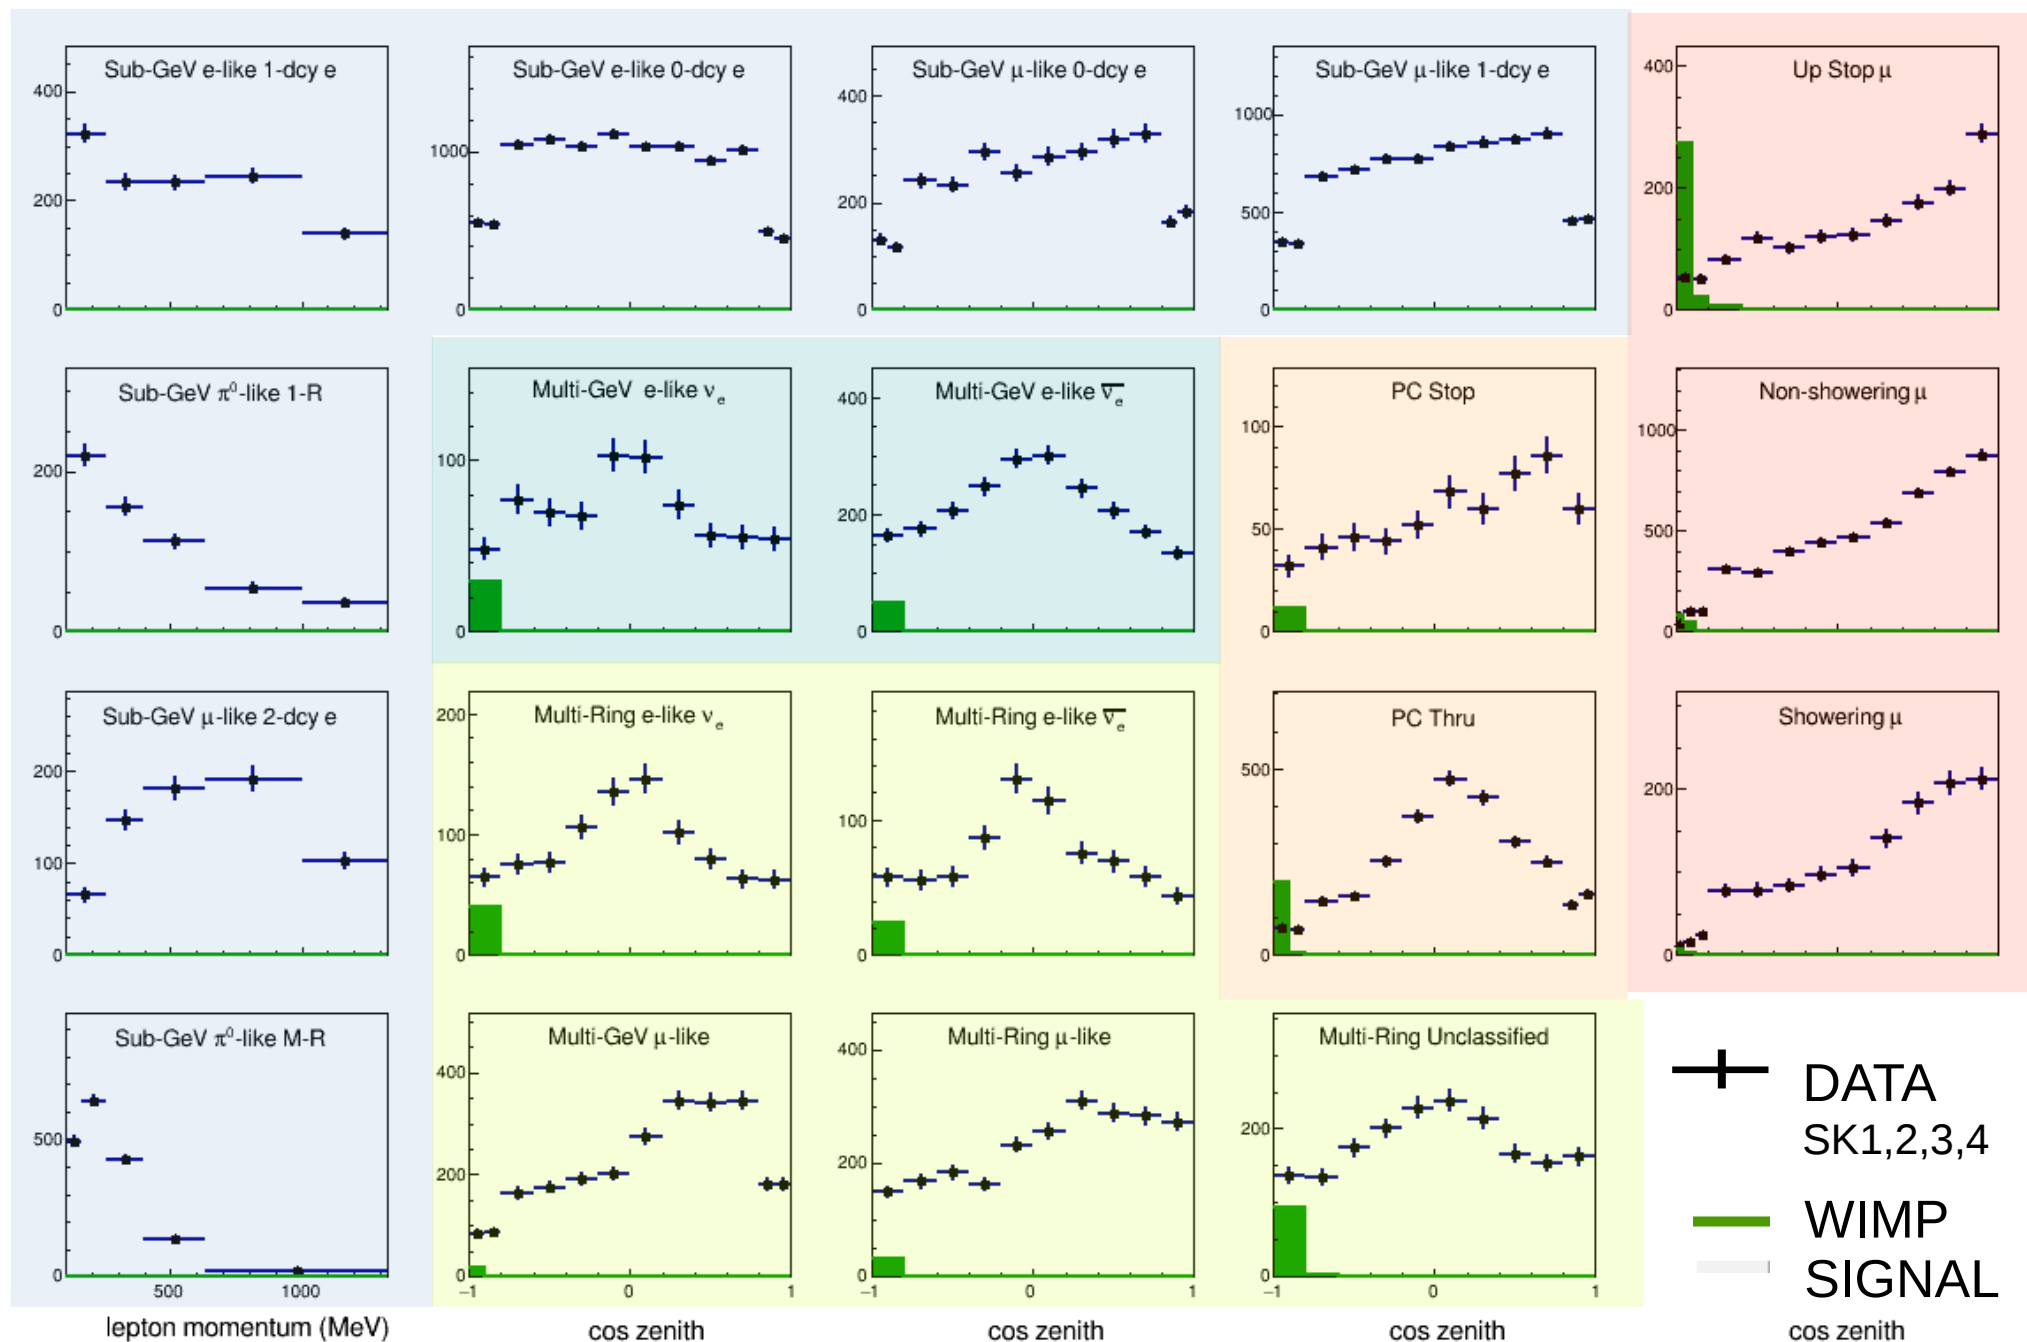 Sub-GeV e-like 1-dcy e
400
200
0
Sub-GeV e-like 0-dcy e
1000
0
Sub-GeV μ-like 0-dcy e
400
200
0
Sub-GeV μ-like 1-dcy e
1000
500
0
Up Stop μ
400
200
0
Sub-GeV π⁰-like 1-R
200
0
Multi-GeV e-like νₑ
100
0
Multi-GeV e-like ν̅ₑ
400
200
0
PC Stop
100
50
0
Non-showering μ
1000
500
0
Sub-GeV μ-like 2-dcy e
200
100
0
Multi-Ring e-like νₑ
200
100
0
Multi-Ring e-like ν̅ₑ
100
0
PC Thru
500
0
Showering μ
200
0
Sub-GeV π⁰-like M-R
500
0
500 1000
lepton momentum (MeV)
Multi-GeV μ-like
400
200
0
−1 0 1
cos zenith
Multi-Ring μ-like
400
200
0
−1 0 1
cos zenith
Multi-Ring Unclassified
200
0
−1 0 1
cos zenith
DATA
SK1,2,3,4
WIMP
SIGNAL
cos zenith